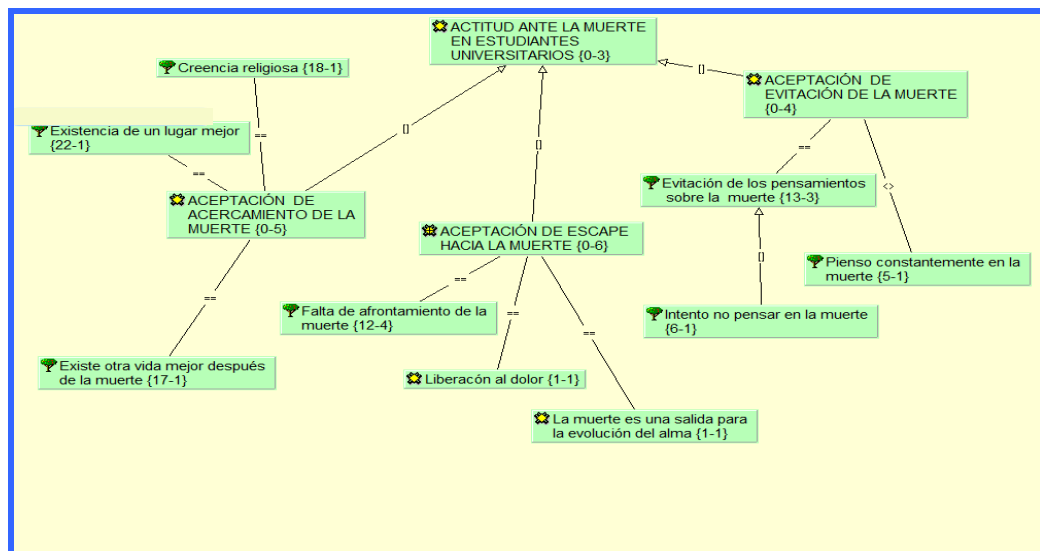 ACTITUD ANTE LA MUERTE
EN ESTUDIANTES
UNIVERSITARIOS {0-3}
Creencia religiosa {18-1}
[]
ACEPTACIÓN DE
EVITACIÓN DE LA MUERTE
{0-4}
Existencia de un lugar mejor
{22-1}
==
[]
[]
==
==
<>
Evitación de los pensamientos
sobre la muerte {13-3}
ACEPTACIÓN DE
ACERCAMIENTO DE LA
MUERTE {0-5}
ACEPTACIÓN DE ESCAPE
HACIA LA MUERTE {0-6}
[]
Pienso constantemente en la
muerte {5-1}
==
==
Falta de afrontamiento de la
muerte {12-4}
==
==
Intento no pensar en la muerte
{6-1}
Existe otra vida mejor después
de la muerte {17-1}
Liberacón al dolor {1-1}
La muerte es una salida para
la evolución del alma {1-1}